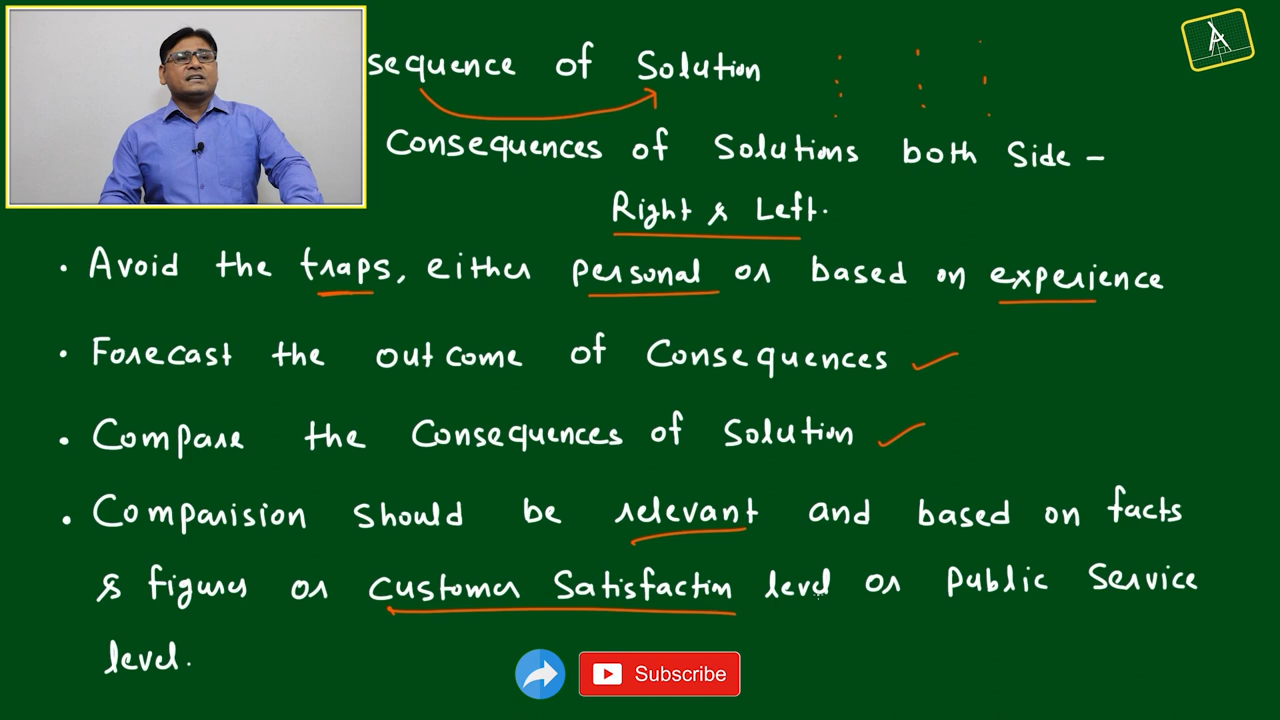 sequence of Solution
Consequences of Solutions both Side -
Right & Left.
• Avoid the traps, either personal or based on experience
• Forecast the outcome of Consequences ✓
• Compare the Consequences of Solution ✓
• Comparision should be relevant and based on facts
& figures or Customer Satisfaction level or Public Service
level.
Subscribe
A